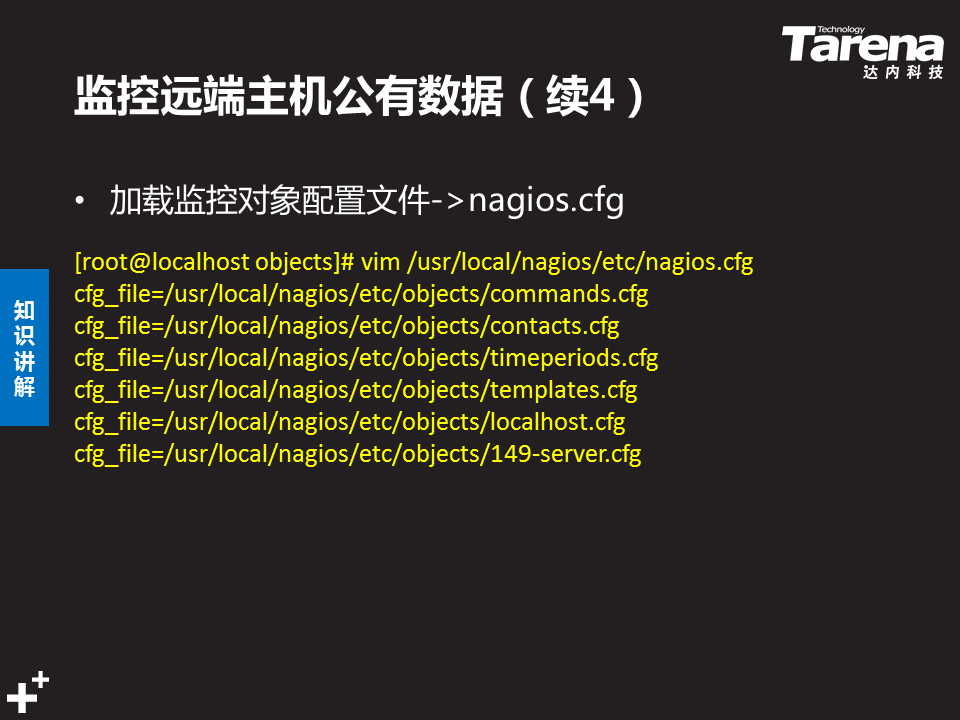 Technology
Tarena
达内科技
监控远端主机公有数据（续4）
• 加载监控对象配置文件->nagios.cfg
[root@localhost objects]# vim /usr/local/nagios/etc/nagios.cfg
cfg_file=/usr/local/nagios/etc/objects/commands.cfg
cfg_file=/usr/local/nagios/etc/objects/contacts.cfg
cfg_file=/usr/local/nagios/etc/objects/timeperiods.cfg
cfg_file=/usr/local/nagios/etc/objects/templates.cfg
cfg_file=/usr/local/nagios/etc/objects/localhost.cfg
cfg_file=/usr/local/nagios/etc/objects/149-server.cfg
知识讲解